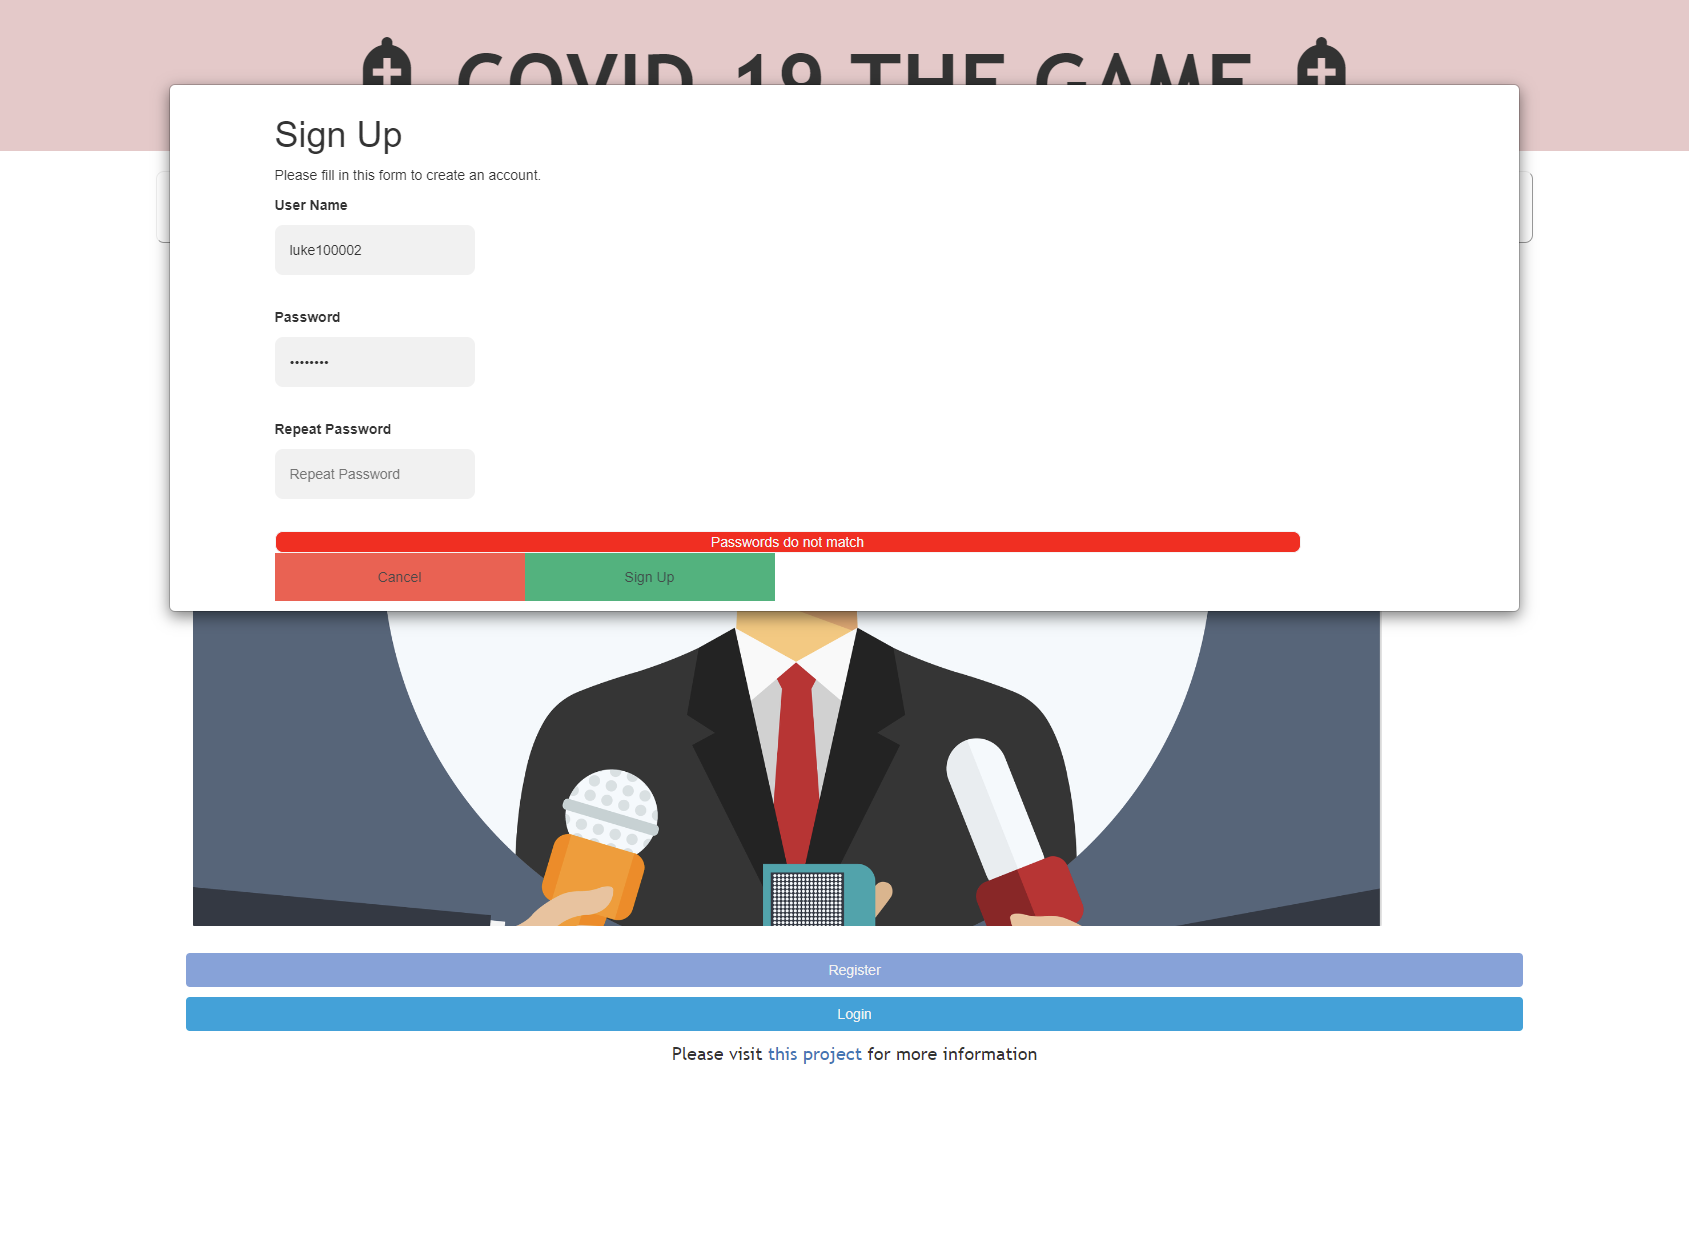 COVID-19 THE GAME
Sign Up
Please fill in this form to create an account.
User Name
luke100002
Password
••••••••
Repeat Password
Repeat Password
Passwords do not match
Cancel
Sign Up
Register
Login
Please visit this project for more information